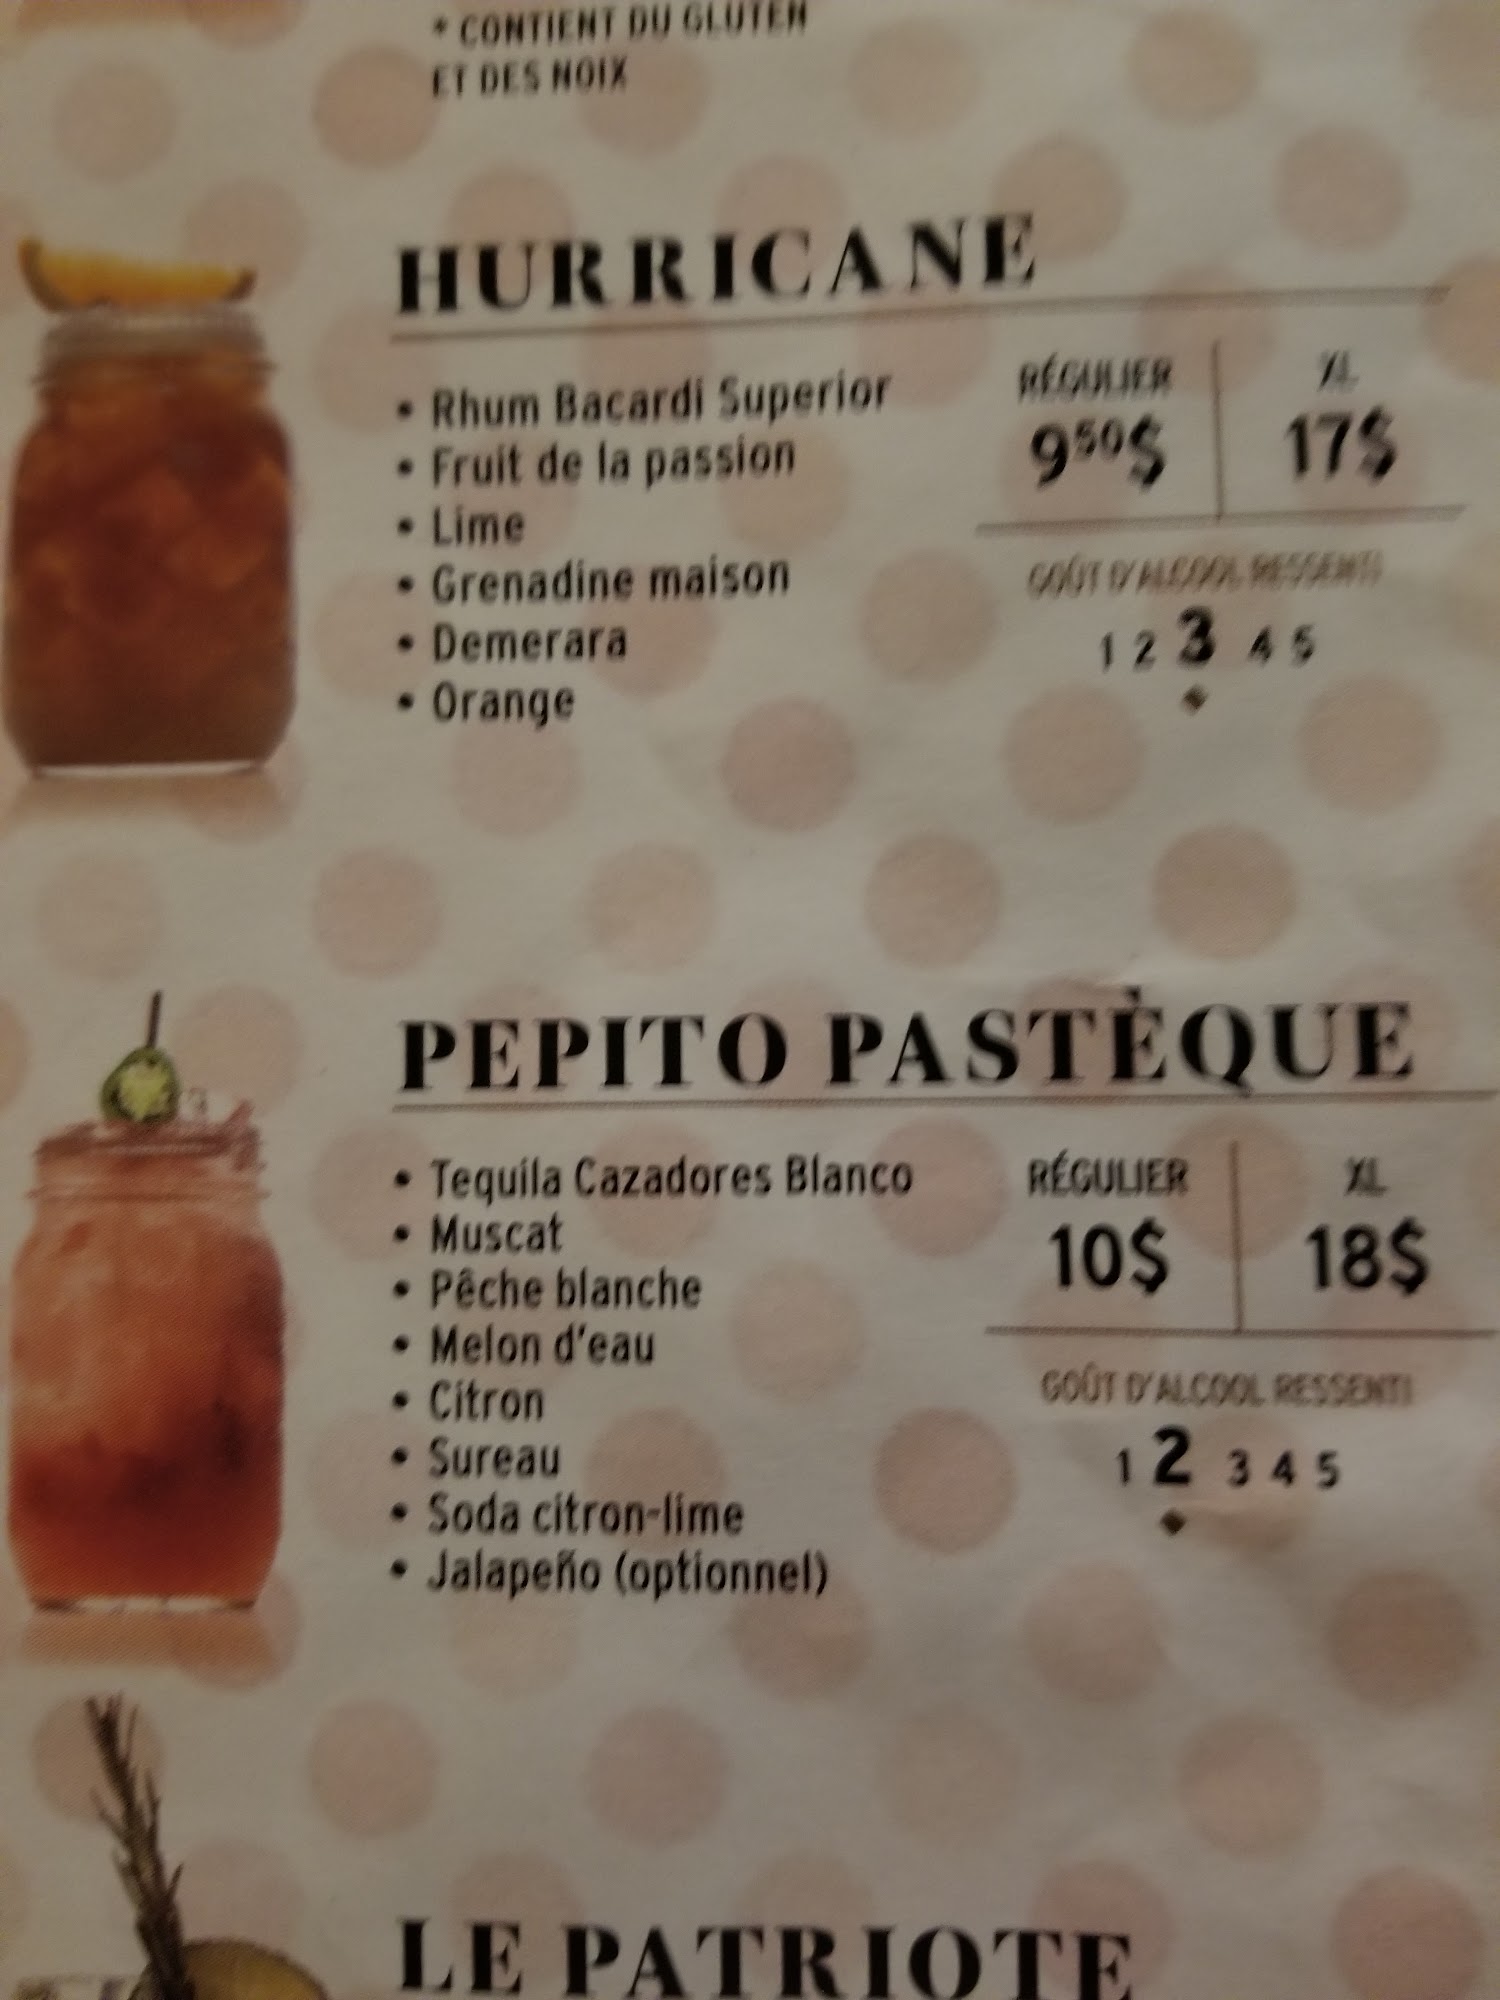 * CONTIENT DU GLUTEN
ET DES NOIX
HURRICANE
• Rhum Bacardi Superior
• Fruit de la passion
• Lime
• Grenadine maison
• Demerara
• Orange
RÉGULIER XL
9⁵⁰$ 17$
GOÛT D'ALCOOL RESSENTI
1 2 3 4 5
PEPITO PASTÈQUE
• Tequila Cazadores Blanco
• Muscat
• Pêche blanche
• Melon d'eau
• Citron
• Sureau
• Soda citron-lime
• Jalapeño (optionnel)
RÉGULIER XL
10$ 18$
GOÛT D'ALCOOL RESSENTI
1 2 3 4 5
LE PATRIOTE